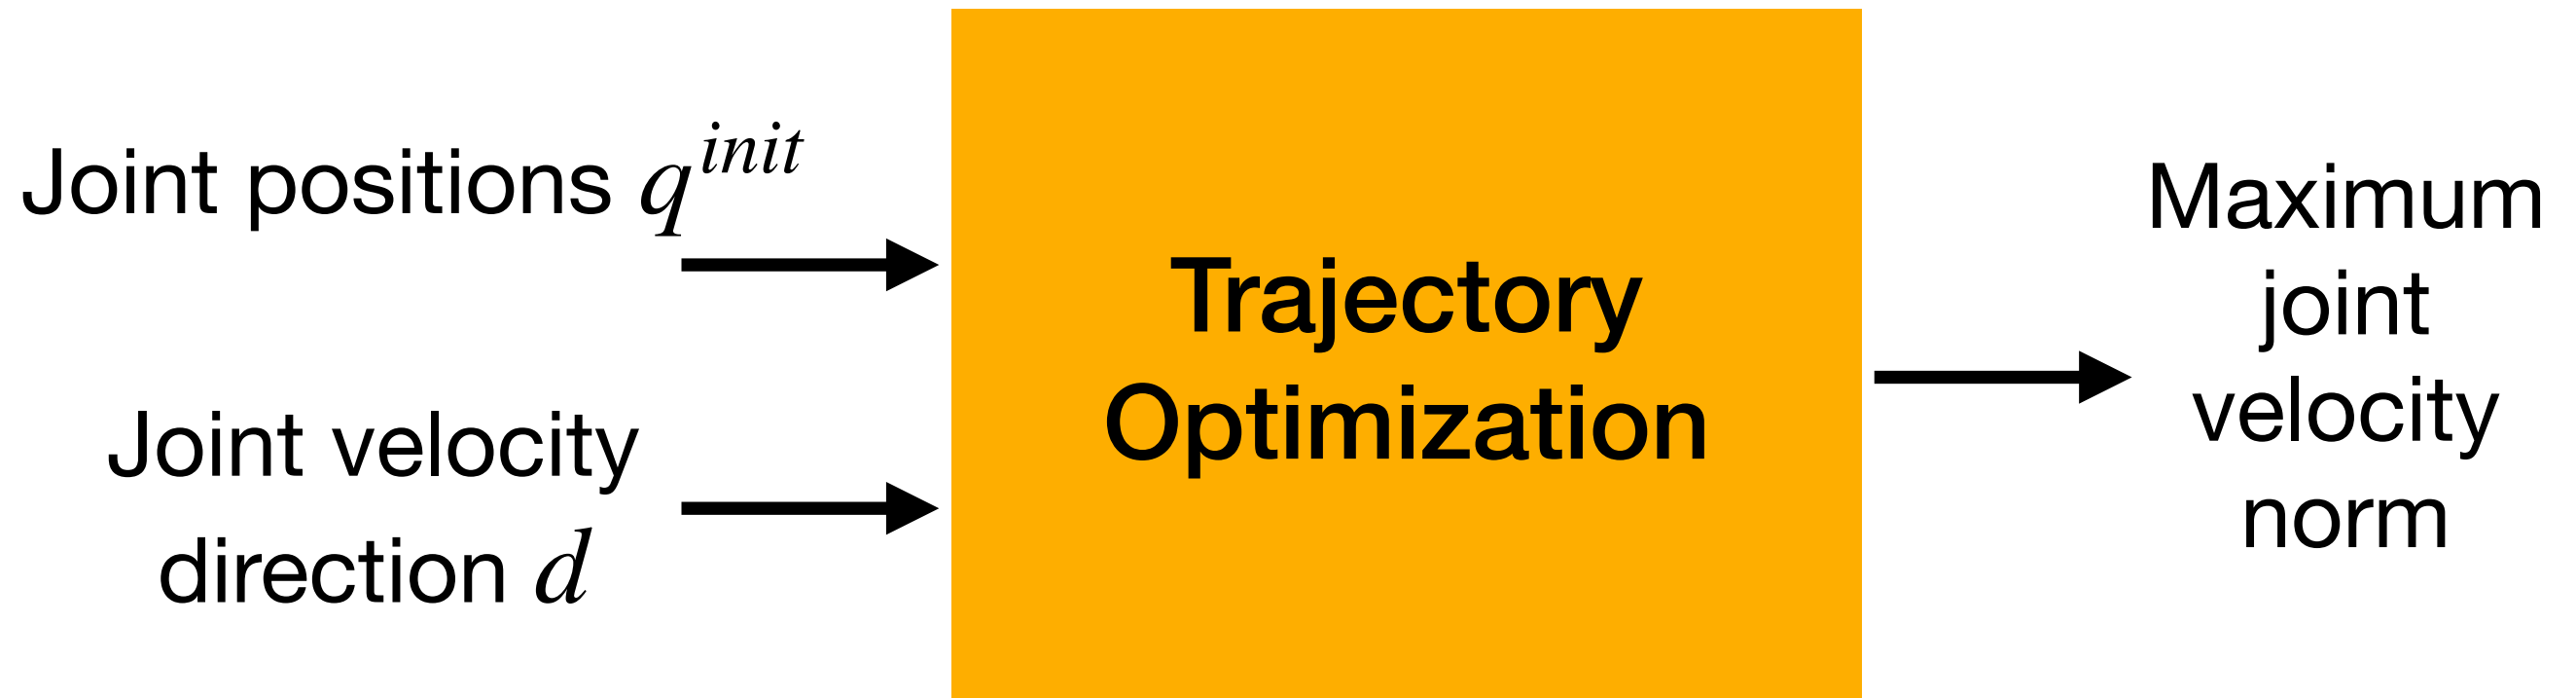 Joint positions q^{init}
Joint velocity
direction d
Trajectory
Optimization
Maximum
joint
velocity
norm